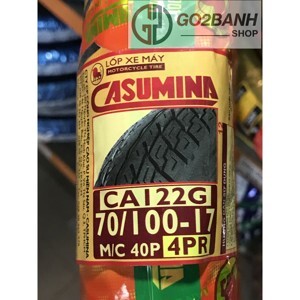 GO2BANH
SHOP
LỐP XE MÁY
MOTORCYCLE TIRE
CASUMINA
CA122G
70/100-17
M/C 40P 4PR